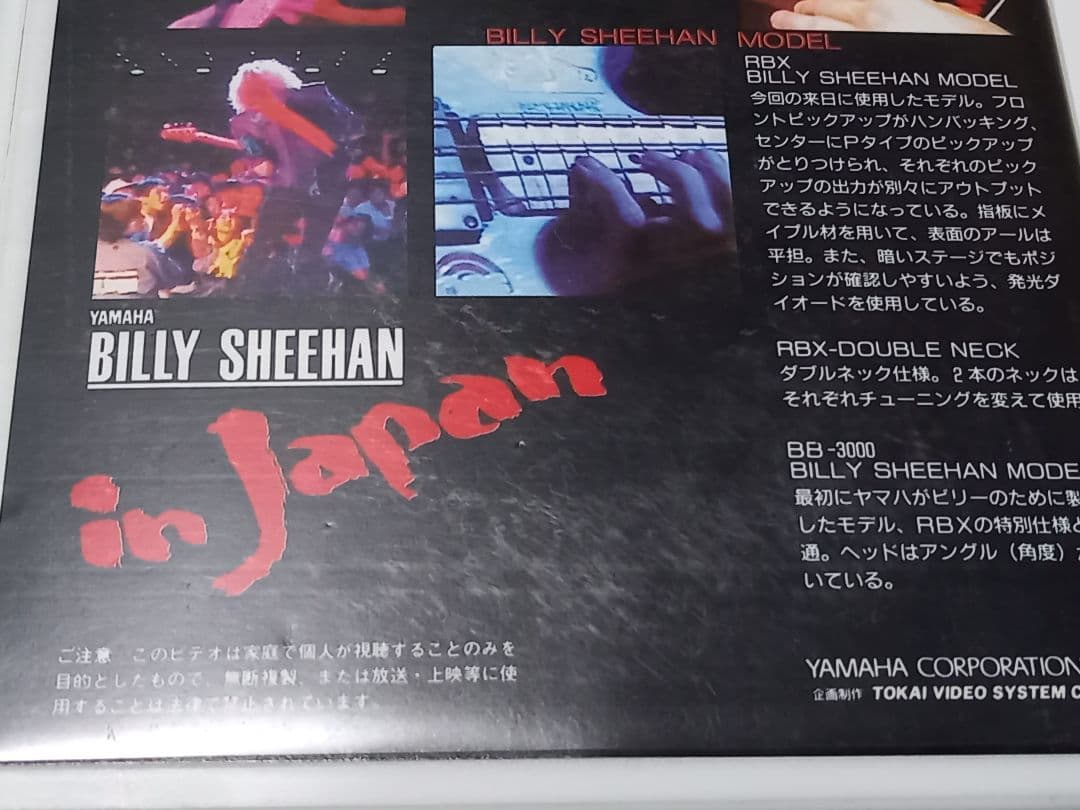 BILLY SHEEHAN MODEL
RBX
BILLY SHEEHAN MODEL
今回の来日に使用したモデル。フロ
ントピックアップがハンバッキング、
センターにPタイプのピックアップ
がとりつけられ、それぞれのピック
アップの出力が別々にアウトプット
できるようになっている。指板にメ
イプル材を用いて、表面のアールは
平担。また、暗いステージでもポジ
ションが確認しやすいよう、発光ダ
イオードを使用している。
RBX-DOUBLE NECK
ダブルネック仕様。2本のネックは
それぞれチューニングを変えて使用
BB-3000
BILLY SHEEHAN MODE
最初にヤマハがビリーのために製
したモデル、RBXの特別仕様と
通。ヘッドはアングル（角度）が
いている。
YAMAHA
BILLY SHEEHAN
in Japan
ご注意 このビデオは家庭で個人が視聴することのみを
目的としたもので、無断複製、または放送・上映等に使
用することは法律で禁止されています。
YAMAHA CORPORATION
企画制作 TOKAI VIDEO SYSTEM C